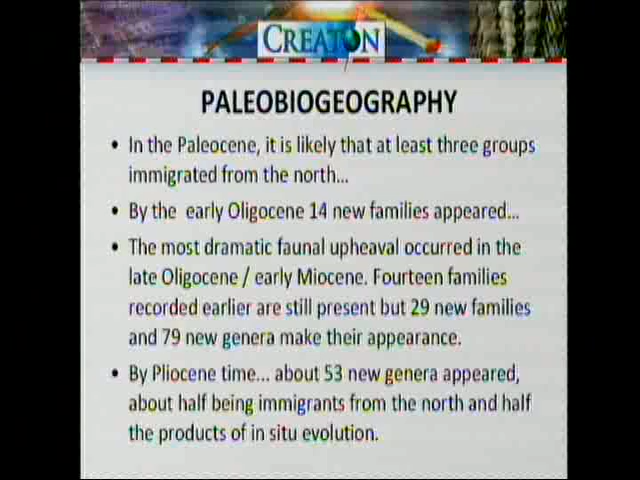 CREATION
PALEOBIOGEOGRAPHY
• In the Paleocene, it is likely that at least three groups
immigrated from the north...
• By the early Oligocene 14 new families appeared...
• The most dramatic faunal upheaval occurred in the
late Oligocene / early Miocene. Fourteen families
recorded earlier are still present but 29 new families
and 79 new genera make their appearance.
• By Pliocene time... about 53 new genera appeared,
about half being immigrants from the north and half
the products of in situ evolution.